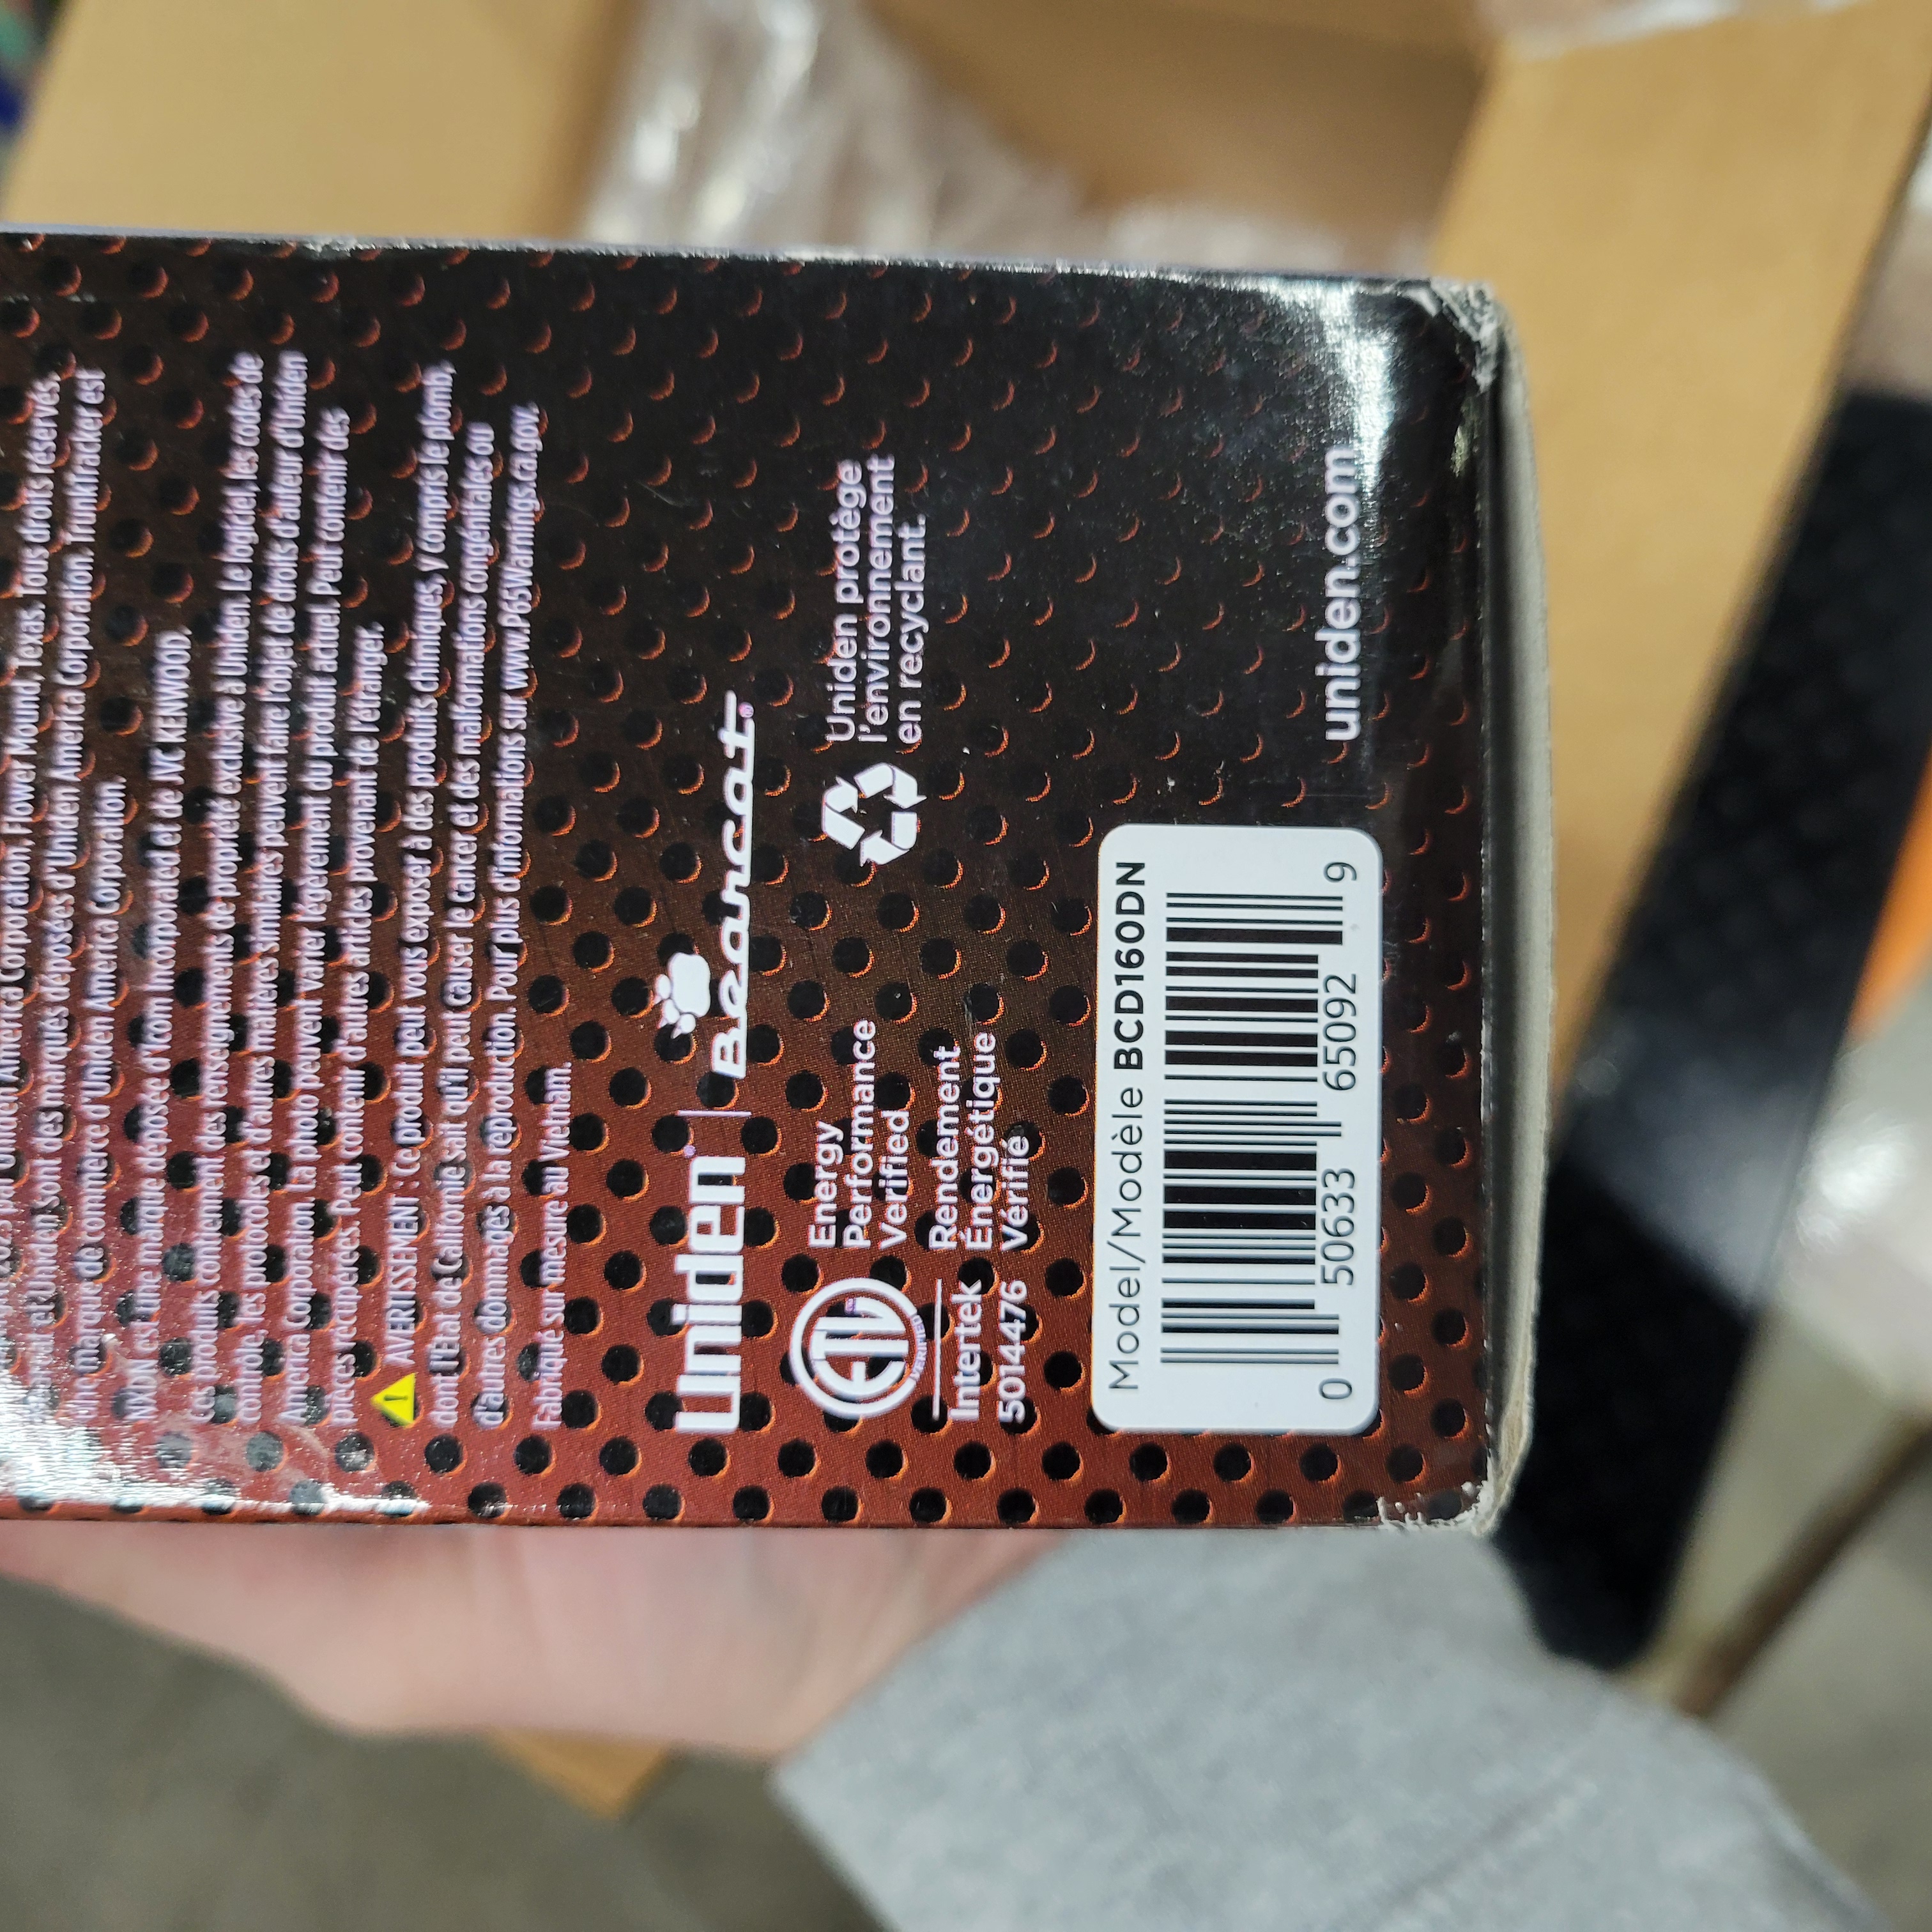 Uniden America Corporation, Flower Mound, Texas. Tous droits réservés.
et Uniden sont des marques déposées d'Uniden America Corporation. Trunktracker est
une marque de commerce d'Uniden America Corporation.
NXDN est une marque déposée d'Icom Incorporated et de JVC KENWOOD.
Ces produits contiennent des renseignements de propriété exclusive à Uniden. Le logiciel, les codes de
contrôle, les protocoles et d'autres matières similaires peuvent faire l'objet de droits d'auteur d'Uniden
America Corporation. la photo peuvent varier légèrement du produit actuel. Peut contenir des
pièces récupérées. Peut contenir d'autres articles provenant de l'étranger.
AVERTISSEMENT : Ce produit peut vous exposer à des produits chimiques, y compris le plomb,
dont l'État de Californie sait qu'il peut causer le cancer et des malformations congénitales ou
d'autres dommages à la reproduction. Pour plus d'informations sur, www.P65Warnings.ca.gov.
Fabriqué sur mesure au Vietnam.
Uniden® | Bearcat®
ETL
Intertek
5014476
Energy
Performance
Verified
Rendement
Énergétique
Vérifié
Uniden protège
l'environnement
en recyclant.
Model/Modèle BCD160DN
0 50633 65092 9
uniden.com